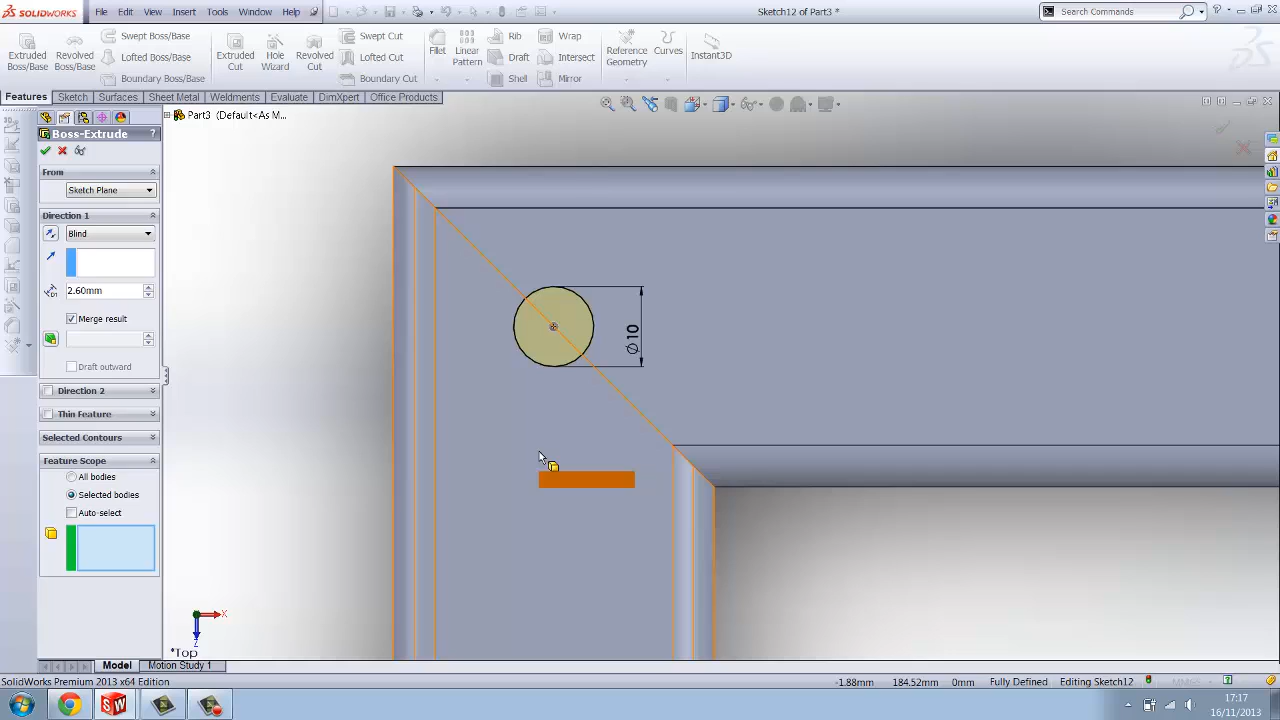 SOLIDWORKS File Edit View Insert Tools Window Help Sketch12 of Part3 * Search Commands
Extruded Boss/Base
Revolved Boss/Base
Swept Boss/Base
Lofted Boss/Base
Boundary Boss/Base
Extruded Cut
Hole Wizard
Revolved Cut
Swept Cut
Lofted Cut
Boundary Cut
Fillet
Linear Pattern
Rib
Draft
Shell
Wrap
Intersect
Mirror
Reference Geometry
Curves
Instant3D
Features Sketch Surfaces Sheet Metal Weldments Evaluate DimXpert Office Products
Part3 (Default<As M...
Boss-Extrude ?
From
Sketch Plane
Direction 1
Blind
2.60mm
Merge result
Draft outward
Direction 2
Thin Feature
Selected Contours
Feature Scope
All bodies
Selected bodies
Auto-select
3D
D1
⌀10
X
Z
*Top
Model Motion Study 1
SolidWorks Premium 2013 x64 Edition -1.88mm 184.52mm 0mm Fully Defined Editing Sketch12 MMGS
17:17
16/11/2013